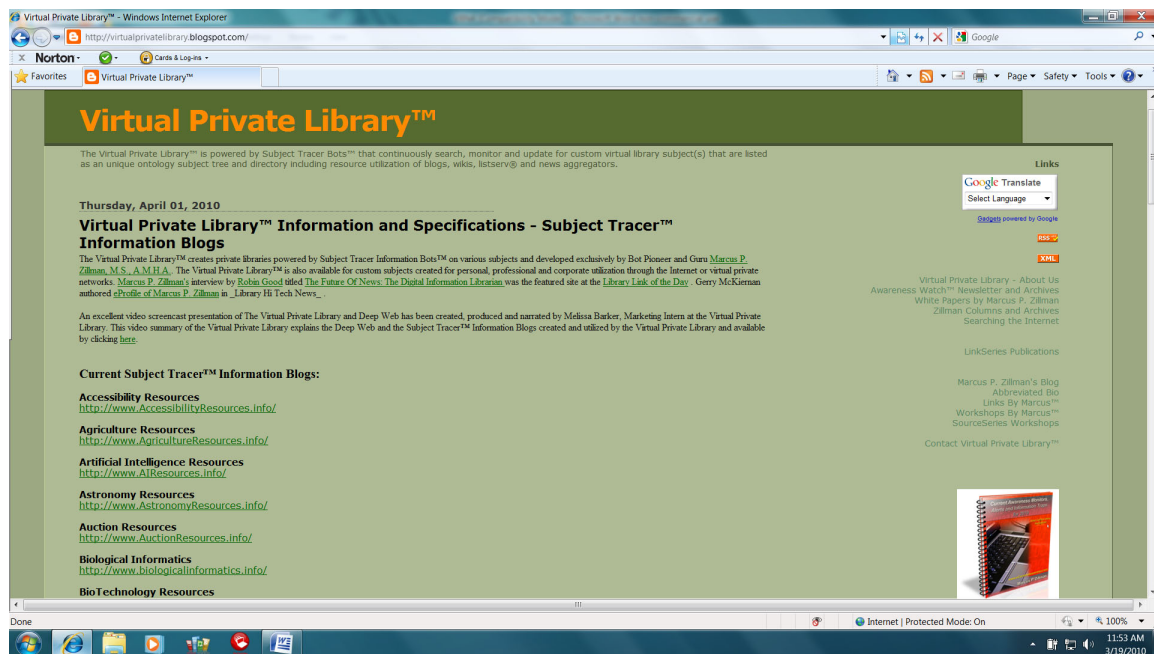 Virtual Private Library™ - Windows Internet Explorer
http://virtualprivatelibrary.blogspot.com/
Google
x Norton
Cards & Log-ins
Favorites
Virtual Private Library™
Page
Safety
Tools
Virtual Private Library™
The Virtual Private Library™ is powered by Subject Tracer Bots™ that continuously search, monitor and update for custom virtual library subject(s) that are listed
as an unique ontology subject tree and directory including resource utilization of blogs, wikis, listserv® and news aggregators.
Thursday, April 01, 2010
Virtual Private Library™ Information and Specifications - Subject Tracer™
Information Blogs
The Virtual Private Library™ creates private libraries powered by Subject Tracer Information Bots™ on various subjects and developed exclusively by Bot Pioneer and Guru Marcus P.
Zillman, M.S., A.M.H.A.. The Virtual Private Library™ is also available for custom subjects created for personal, professional and corporate utilization through the Internet or virtual private
networks. Marcus P. Zillman's interview by Robin Good titled The Future Of News: The Digital Information Librarian was the featured site at the Library Link of the Day . Gerry McKiernan
authored eProfile of Marcus P. Zillman in _Library Hi Tech News_ .
An excellent video screencast presentation of The Virtual Private Library and Deep Web has been created, produced and narrated by Melissa Barker, Marketing Intern at the Virtual Private
Library. This video summary of the Virtual Private Library explains the Deep Web and the Subject Tracer™ Information Blogs created and utilized by the Virtual Private Library and available
by clicking here.
Current Subject Tracer™ Information Blogs:
Accessibility Resources
http://www.AccessibilityResources.info/
Agriculture Resources
http://www.AgricultureResources.info/
Artificial Intelligence Resources
http://www.AIResources.info/
Astronomy Resources
http://www.AstronomyResources.info/
Auction Resources
http://www.AuctionResources.info/
Biological Informatics
http://www.biologicalinformatics.info/
BioTechnology Resources
Links
Google Translate
Select Language
Gadgets powered by Google
RSS 2
XML
Virtual Private Library - About Us
Awareness Watch™ Newsletter and Archives
White Papers by Marcus P. Zillman
Zillman Columns and Archives
Searching the Internet
LinkSeries Publications
Marcus P. Zillman's Blog
Abbreviated Bio
Links By Marcus™
Workshops By Marcus™
SourceSeries Workshops
Contact Virtual Private Library™
Done
Internet | Protected Mode: On
100%
11:53 AM
3/19/2010